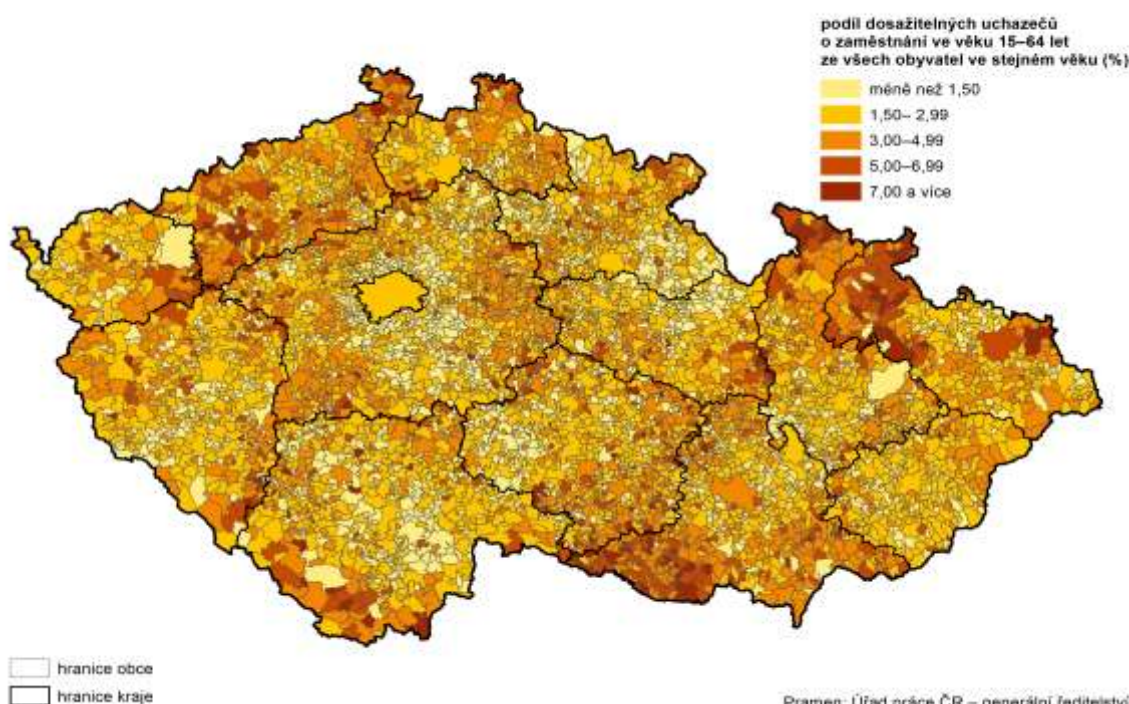 podíl dosažitelných uchazečů
o zaměstnání ve věku 15–64 let
ze všech obyvatel ve stejném věku (%)
méně než 1,50
1,50– 2,99
3,00–4,99
5,00–6,99
7,00 a více
hranice obce
hranice kraje
Pramen: Úřad práce ČR – generální ředitelství